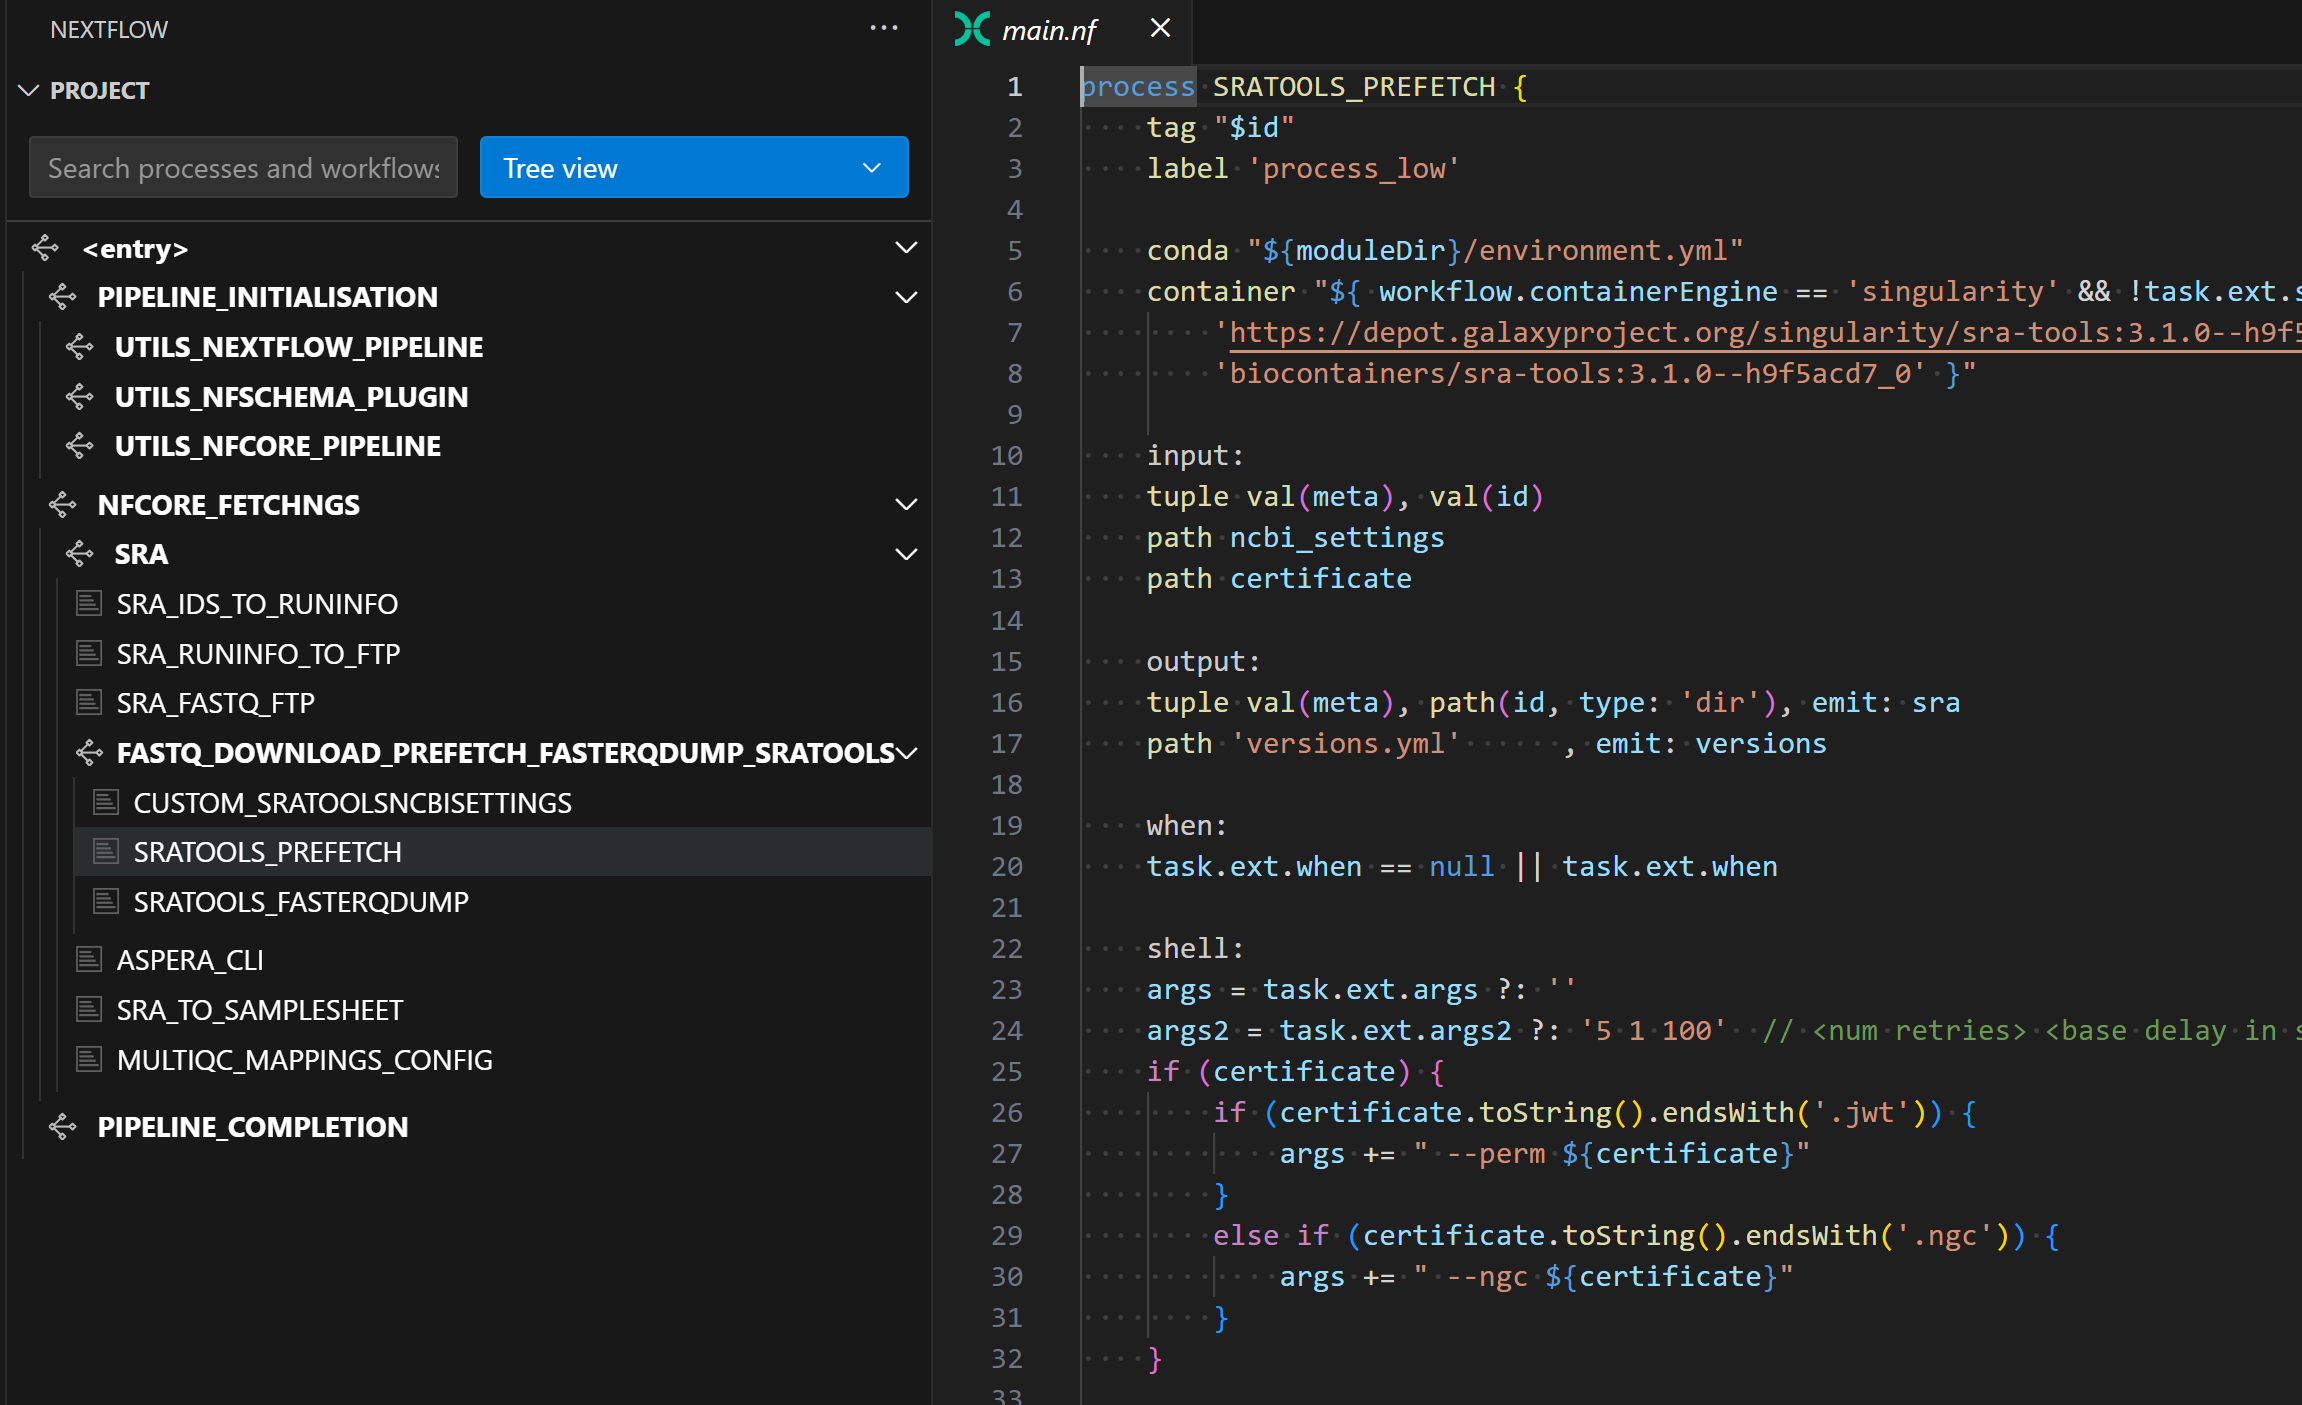 NEXTFLOW
PROJECT
Search processes and workflows
Tree view
<entry>
PIPELINE_INITIALISATION
UTILS_NEXTFLOW_PIPELINE
UTILS_NFSCHEMA_PLUGIN
UTILS_NFCORE_PIPELINE
NFCORE_FETCHNGS
SRA
SRA_IDS_TO_RUNINFO
SRA_RUNINFO_TO_FTP
SRA_FASTQ_FTP
FASTQ_DOWNLOAD_PREFETCH_FASTERQDUMP_SRATOOLS
CUSTOM_SRATOOLSNCBISETTINGS
SRATOOLS_PREFETCH
SRATOOLS_FASTERQDUMP
ASPERA_CLI
SRA_TO_SAMPLESHEET
MULTIQC_MAPPINGS_CONFIG
PIPELINE_COMPLETION
main.nf
1 process SRATOOLS_PREFETCH {
2     tag "$id"
3     label 'process_low'
4
5     conda "${moduleDir}/environment.yml"
6     container "${ workflow.containerEngine == 'singularity' && !task.ext.s
7         'https://depot.galaxyproject.org/singularity/sra-tools:3.1.0--h9f5
8         'biocontainers/sra-tools:3.1.0--h9f5acd7_0' }"
9
10     input:
11     tuple val(meta), val(id)
12     path ncbi_settings
13     path certificate
14
15     output:
16     tuple val(meta), path(id, type: 'dir'), emit: sra
17     path 'versions.yml'      , emit: versions
18
19     when:
20     task.ext.when == null || task.ext.when
21
22     shell:
23     args = task.ext.args ?: ''
24     args2 = task.ext.args2 ?: '5 1 100'  // <num retries> <base delay in s
25     if (certificate) {
26         if (certificate.toString().endsWith('.jwt')) {
27             args += " --perm ${certificate}"
28         }
29         else if (certificate.toString().endsWith('.ngc')) {
30             args += " --ngc ${certificate}"
31         }
32     }
33